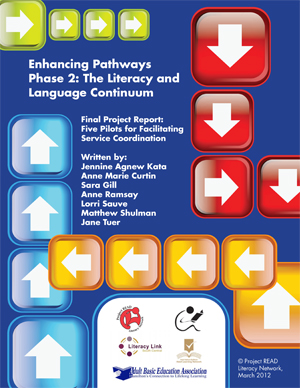 Enhancing Pathways
Phase 2: The Literacy and
Language Continuum
Final Project Report:
Five Pilots for Facilitating
Service Coordination
Written by:
Jennine Agnew Kata
Anne Marie Curtin
Sara Gill
Anne Ramsay
Lorri Sauve
Matthew Shulman
Jane Tuer
Literacy Link
Adult Basic Education Association
© Project READ
Literacy Network,
March 2012